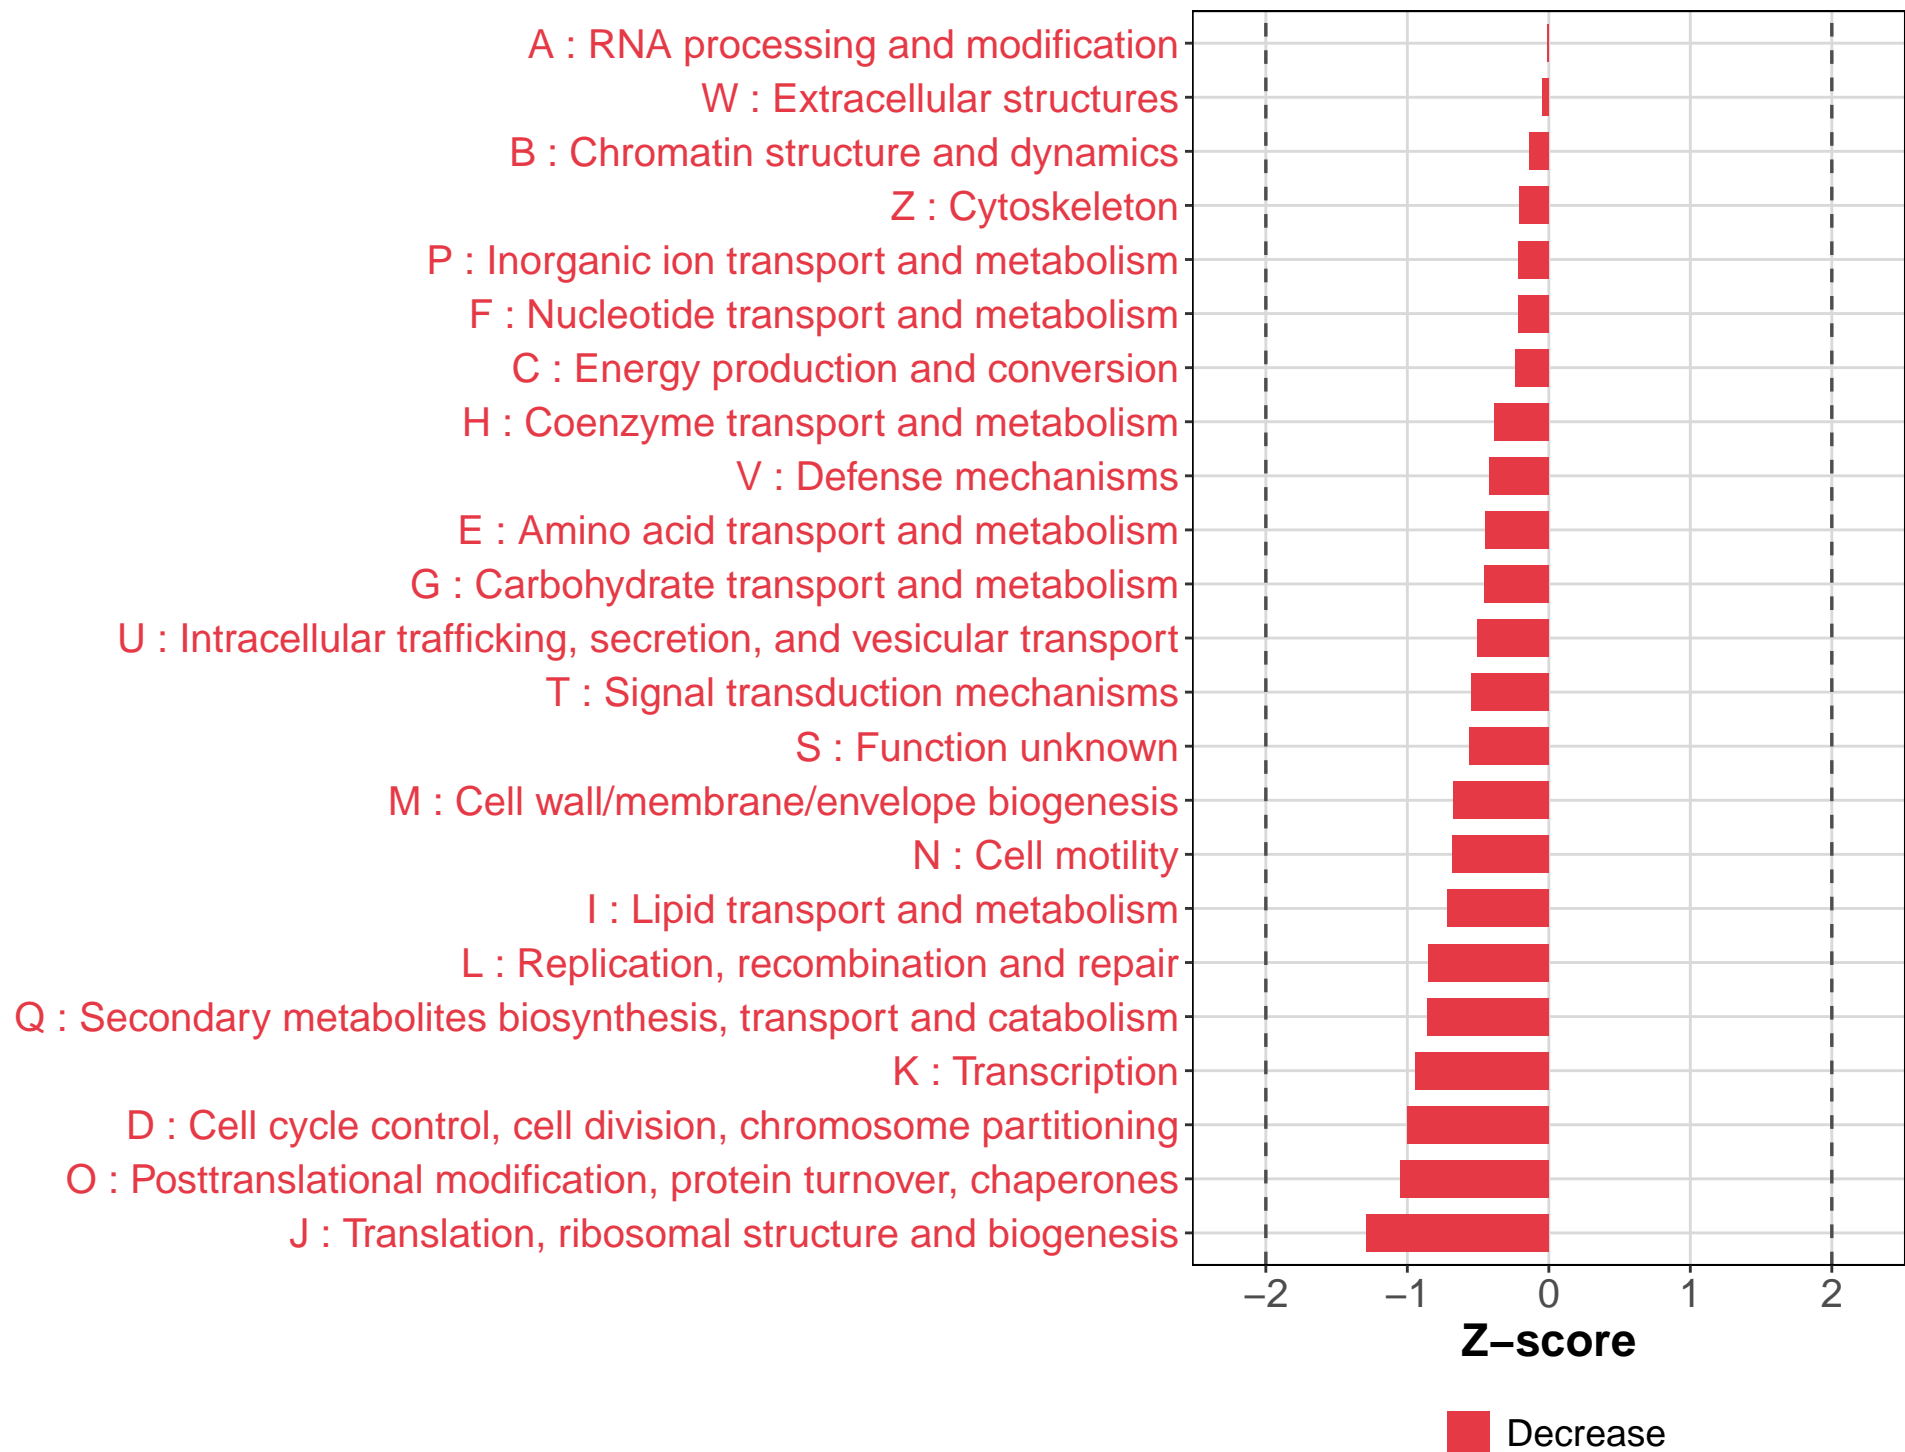 A : RNA processing and modification
W : Extracellular structures
B : Chromatin structure and dynamics
Z : Cytoskeleton
P : Inorganic ion transport and metabolism
F : Nucleotide transport and metabolism
C : Energy production and conversion
H : Coenzyme transport and metabolism
V : Defense mechanisms
E : Amino acid transport and metabolism
G : Carbohydrate transport and metabolism
U : Intracellular trafficking, secretion, and vesicular transport
T : Signal transduction mechanisms
S : Function unknown
M : Cell wall/membrane/envelope biogenesis
N : Cell motility
I : Lipid transport and metabolism
L : Replication, recombination and repair
Q : Secondary metabolites biosynthesis, transport and catabolism
K : Transcription
D : Cell cycle control, cell division, chromosome partitioning
O : Posttranslational modification, protein turnover, chaperones
J : Translation, ribosomal structure and biogenesis
−2 −1 0 1 2
Z−score
Decrease